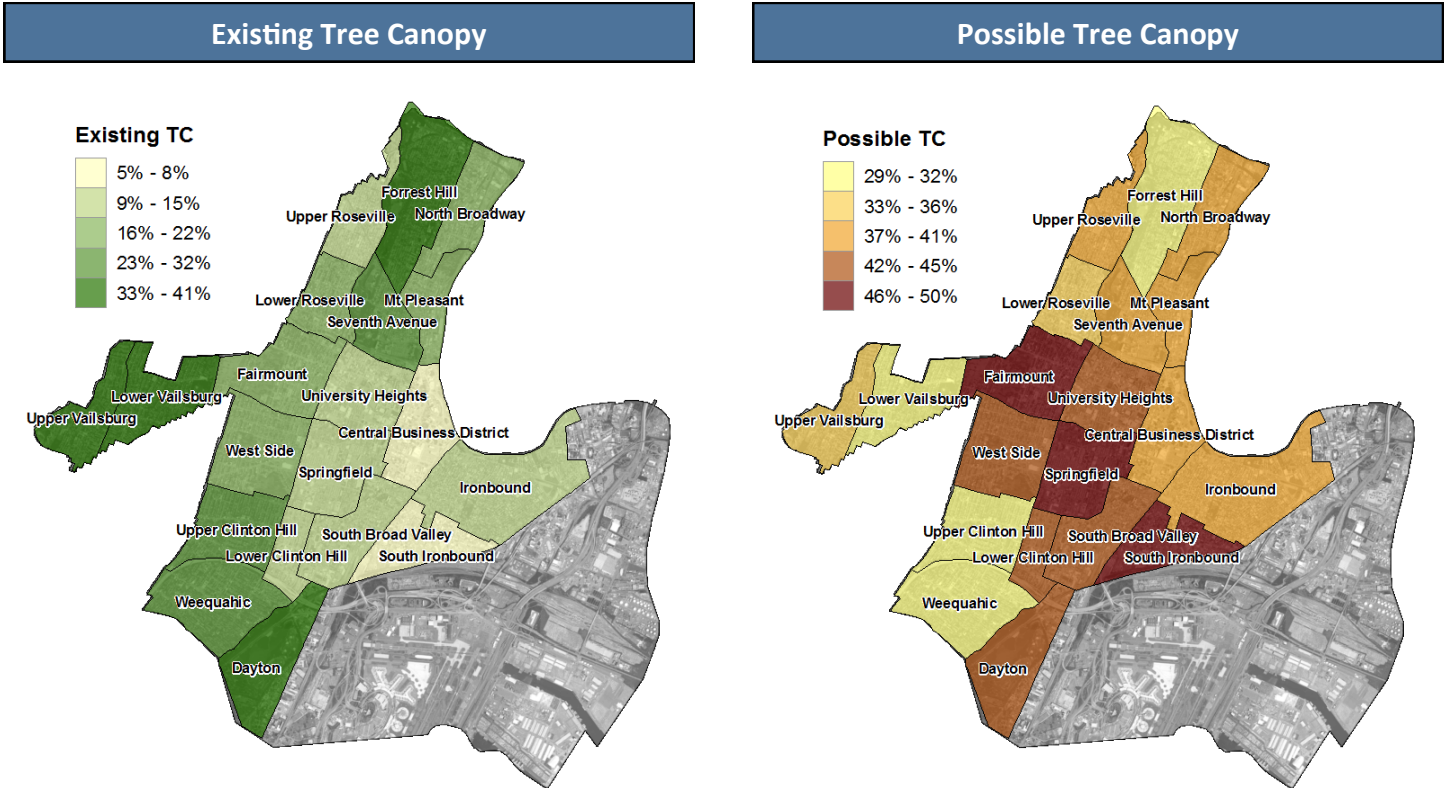 Existing Tree Canopy
Existing TC
5% - 8%
9% - 15%
16% - 22%
23% - 32%
33% - 41%
Forrest Hill
Upper Roseville
North Broadway
Lower Roseville
Mt Pleasant
Seventh Avenue
Fairmount
Lower Vailsburg
University Heights
Upper Vailsburg
Central Business District
West Side
Springfield
Ironbound
Upper Clinton Hill
South Broad Valley
Lower Clinton Hill
South Ironbound
Weequahic
Dayton
Possible Tree Canopy
Possible TC
29% - 32%
33% - 36%
37% - 41%
42% - 45%
46% - 50%
Forrest Hill
Upper Roseville
North Broadway
Lower Roseville
Mt Pleasant
Seventh Avenue
Fairmount
Lower Vailsburg
University Heights
Upper Vailsburg
Central Business District
West Side
Springfield
Ironbound
Upper Clinton Hill
South Broad Valley
Lower Clinton Hill
South Ironbound
Weequahic
Dayton